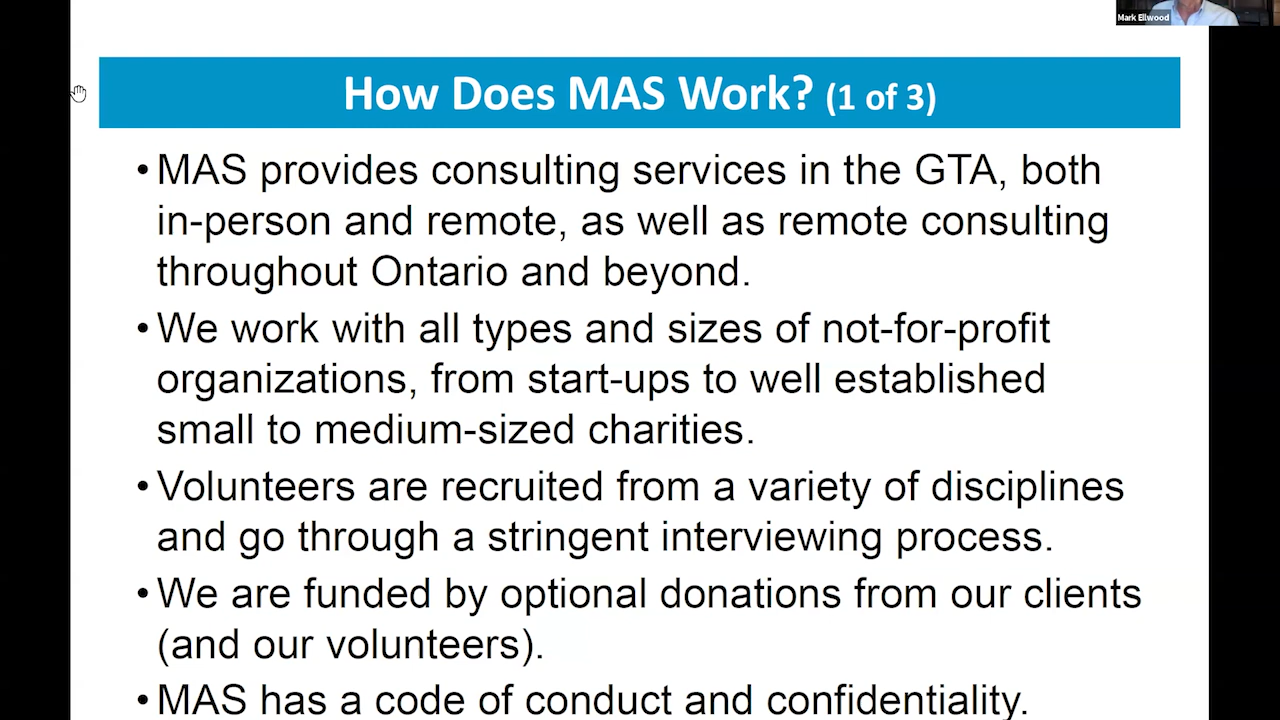 Mark Ellwood
How Does MAS Work? (1 of 3)
• MAS provides consulting services in the GTA, both
in-person and remote, as well as remote consulting
throughout Ontario and beyond.
• We work with all types and sizes of not-for-profit
organizations, from start-ups to well established
small to medium-sized charities.
• Volunteers are recruited from a variety of disciplines
and go through a stringent interviewing process.
• We are funded by optional donations from our clients
(and our volunteers).
• MAS has a code of conduct and confidentiality.